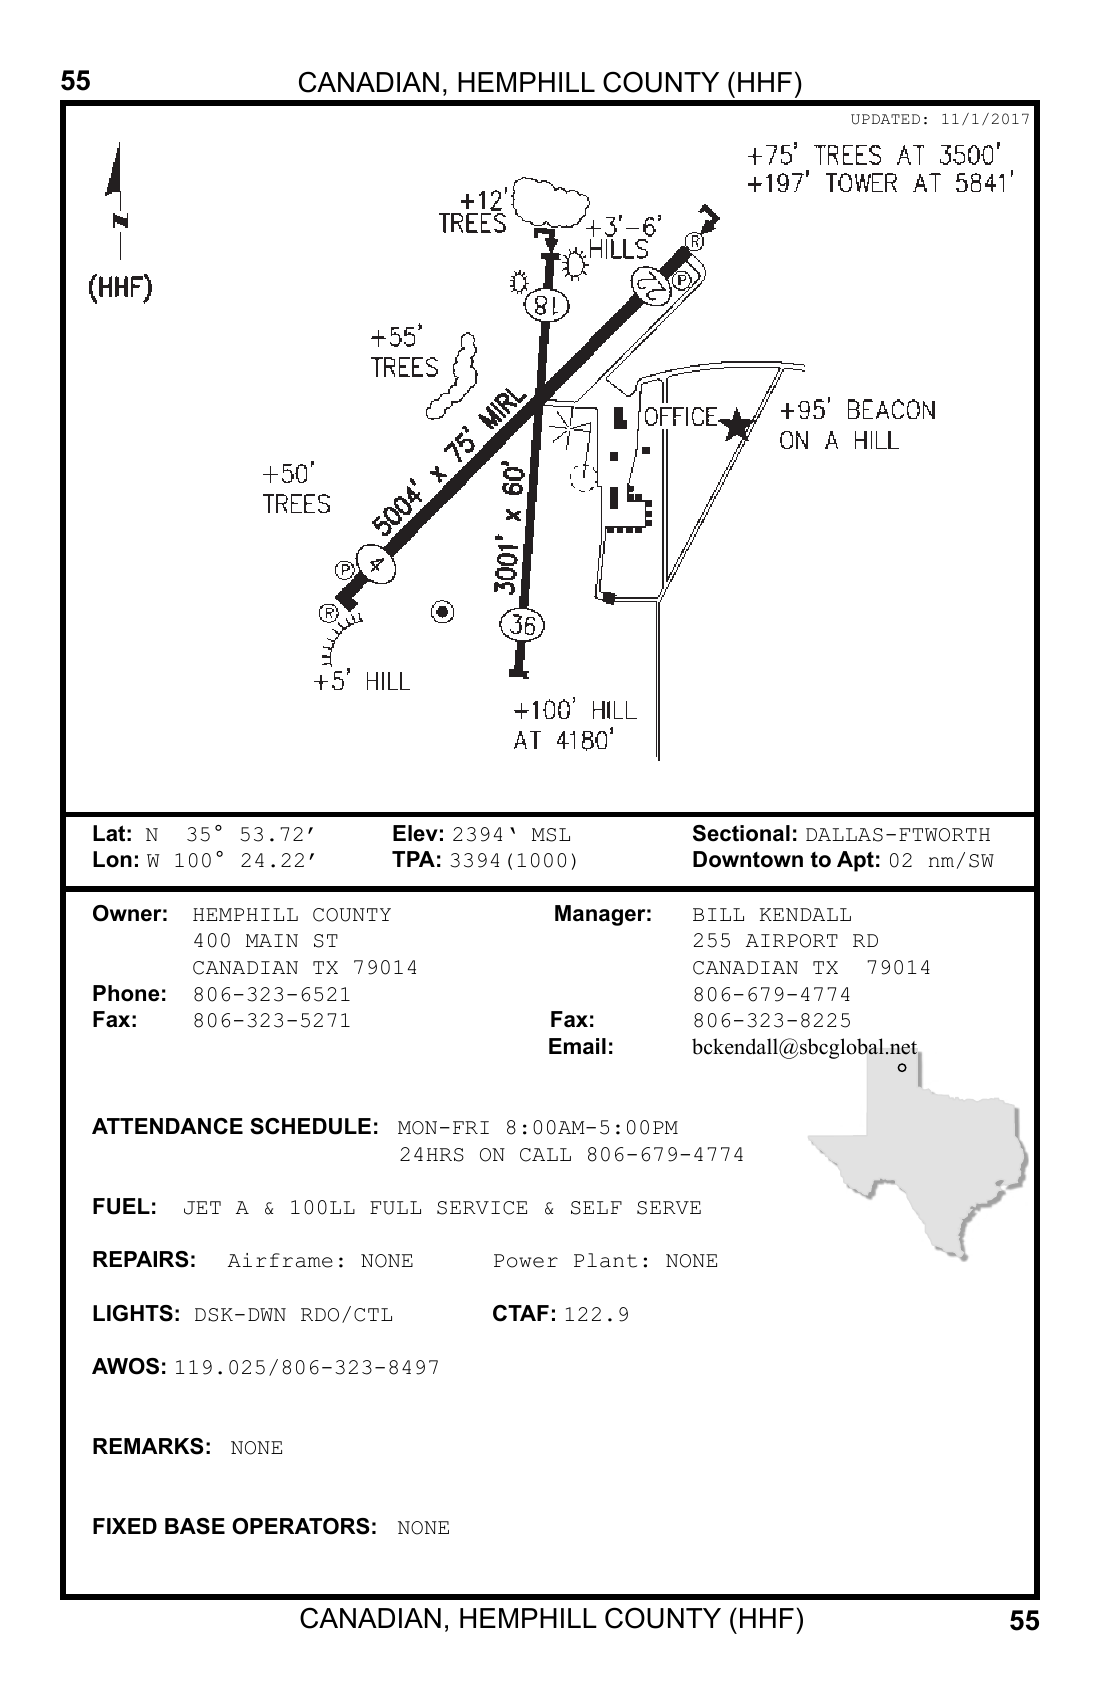 55
CANADIAN, HEMPHILL COUNTY (HHF)
UPDATED: 11/1/2017
+75' TREES AT 3500'
+197' TOWER AT 5841'
+12'
TREES
+3'-6'
HILLS
R
N
(HHF)
22
P
18
+55'
TREES
5004' x 75' MIRL
OFFICE
+95' BEACON
ON A HILL
+50'
TREES
3001' x 60'
P
4
R
36
+5' HILL
+100' HILL
AT 4180'
Lat: N 35° 53.72’ Elev: 2394‘ MSL Sectional: DALLAS-FTWORTH
Lon: W 100° 24.22’ TPA: 3394(1000) Downtown to Apt: 02 nm/SW
Owner: HEMPHILL COUNTY Manager: BILL KENDALL
400 MAIN ST 255 AIRPORT RD
CANADIAN TX 79014 CANADIAN TX 79014
Phone: 806-323-6521 806-679-4774
Fax: 806-323-5271 Fax: 806-323-8225
Email: bckendall@sbcglobal.net
ATTENDANCE SCHEDULE: MON-FRI 8:00AM-5:00PM
24HRS ON CALL 806-679-4774
FUEL: JET A & 100LL FULL SERVICE & SELF SERVE
REPAIRS: Airframe: NONE Power Plant: NONE
LIGHTS: DSK-DWN RDO/CTL CTAF: 122.9
AWOS: 119.025/806-323-8497
REMARKS: NONE
FIXED BASE OPERATORS: NONE
CANADIAN, HEMPHILL COUNTY (HHF)
55